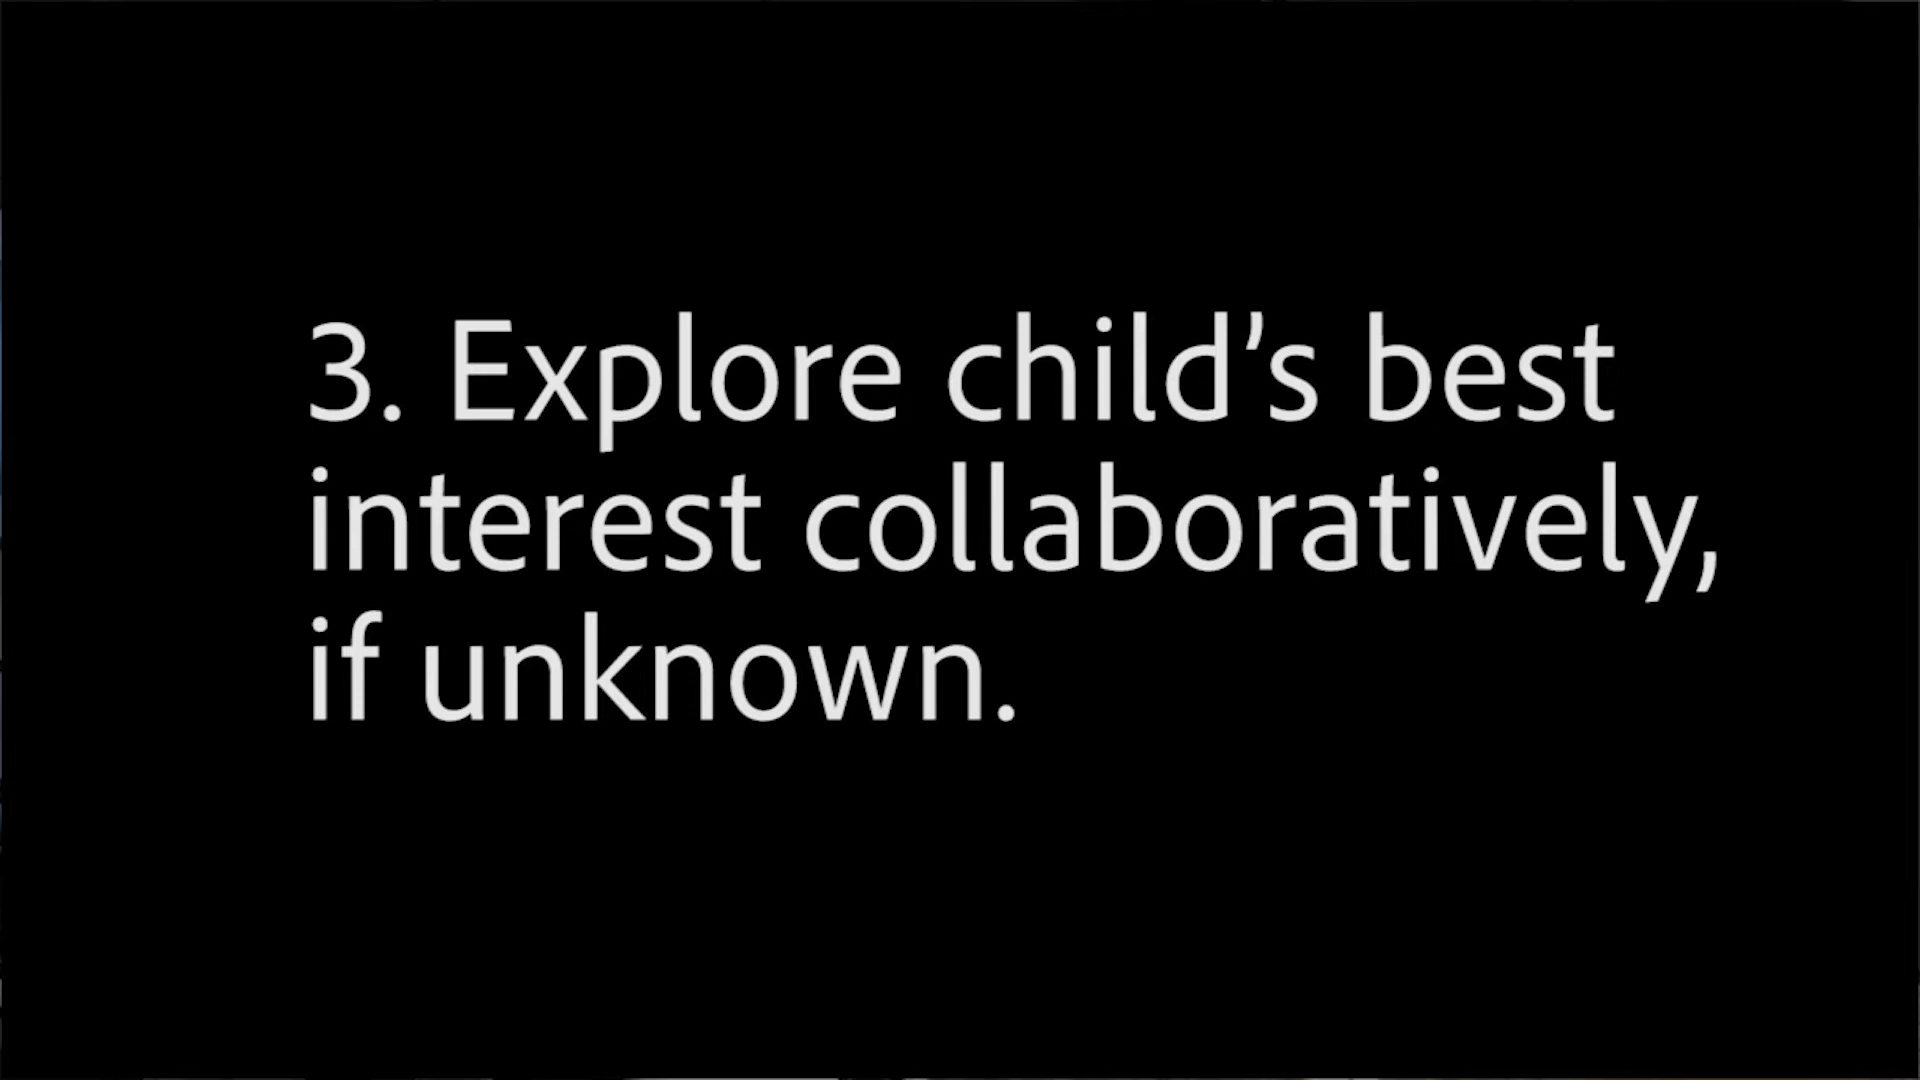 3. Explore child’s best
interest collaboratively,
if unknown.